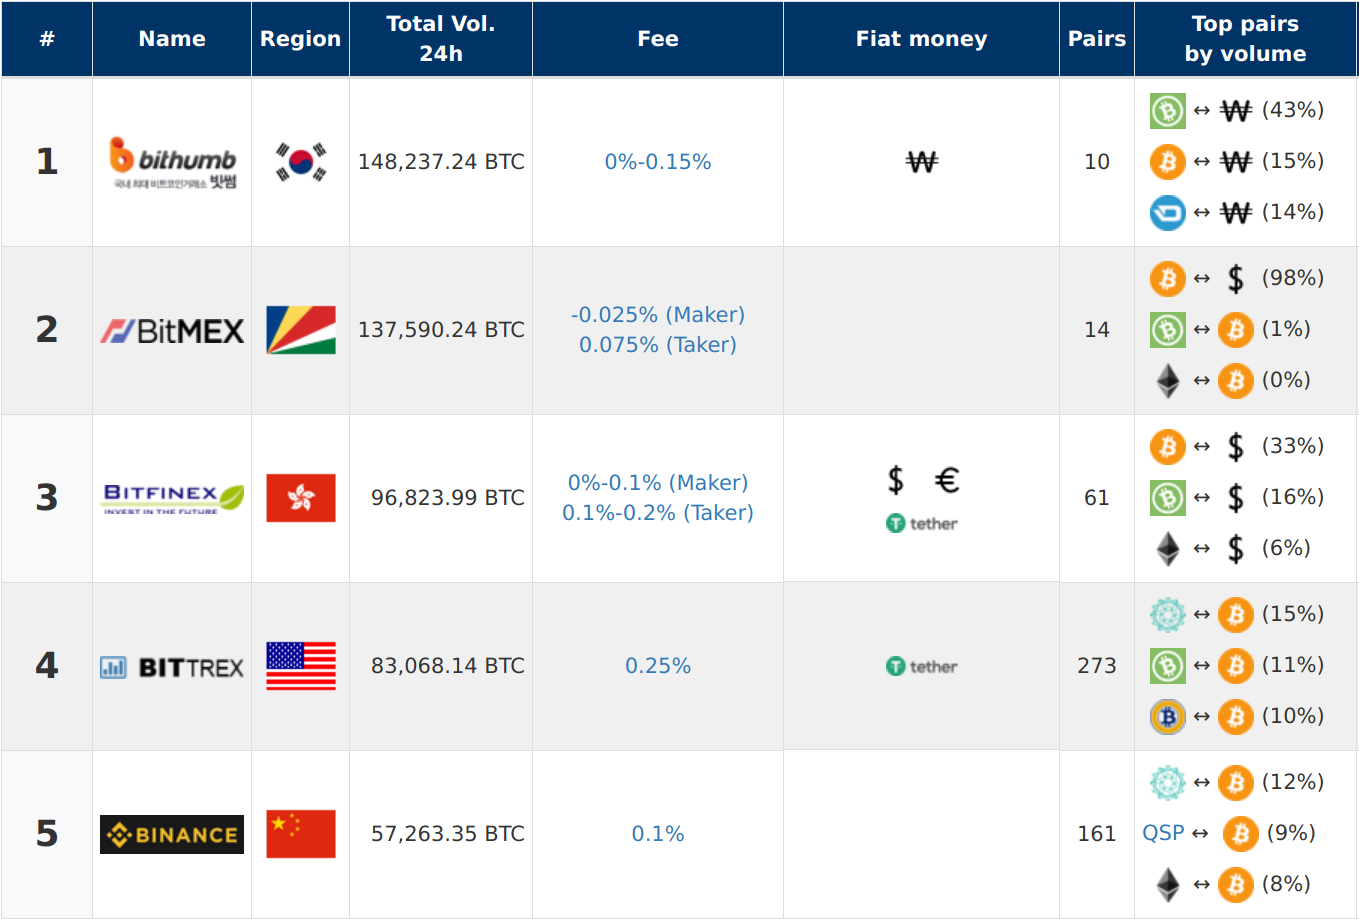 # Name Region Total Vol. 24h Fee Fiat money Pairs Top pairs by volume
1 bithumb 148,237.24 BTC 0%-0.15% ₩ 10
국내 최대 비트코인거래소 빗썸
↔ ₩ (43%)
↔ ₩ (15%)
↔ ₩ (14%)
2 BitMEX 137,590.24 BTC -0.025% (Maker) 14
0.075% (Taker)
↔ $ (98%)
↔ (1%)
↔ (0%)
3 BITFINEX 96,823.99 BTC 0%-0.1% (Maker) $ € 61
INVEST IN THE FUTURE 0.1%-0.2% (Taker) tether
↔ $ (33%)
↔ $ (16%)
↔ $ (6%)
4 BITTREX 83,068.14 BTC 0.25% tether 273
↔ (15%)
↔ (11%)
↔ (10%)
5 BINANCE 57,263.35 BTC 0.1% 161
↔ (12%)
QSP ↔ (9%)
↔ (8%)